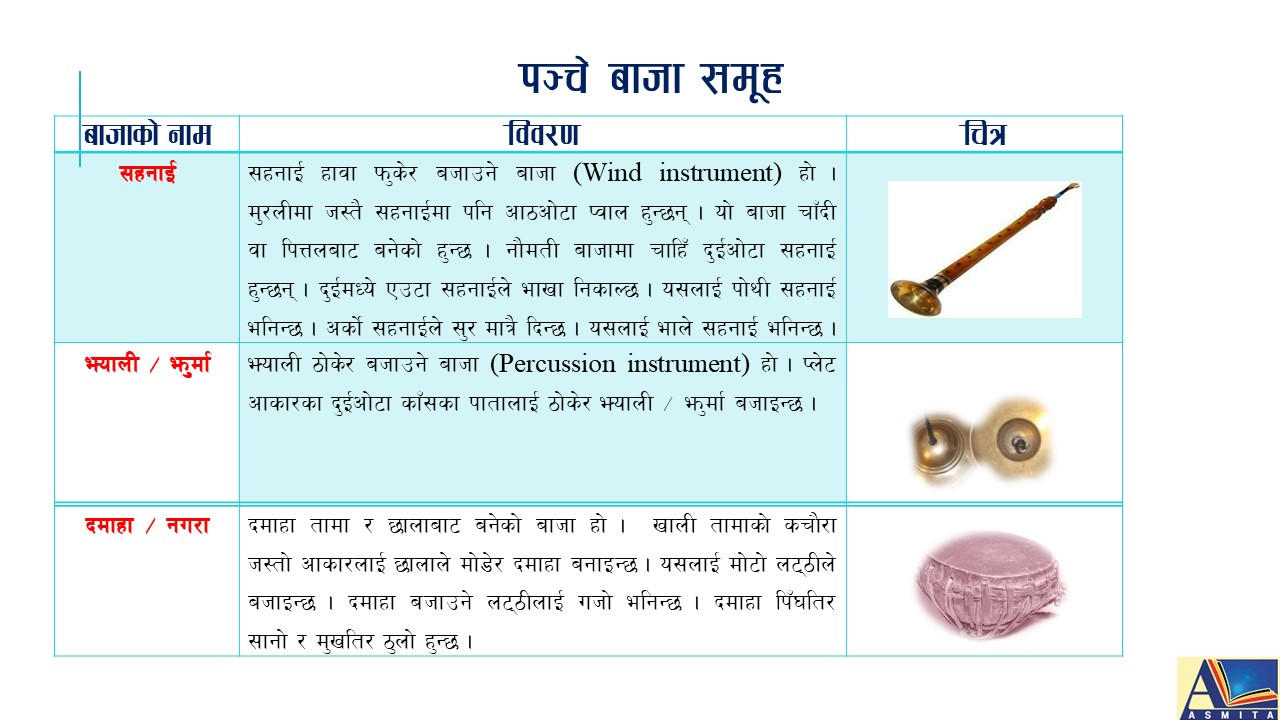 पञ्चे बाजा समूह
बाजाको नाम
विवरण
चित्र
सहनाई
सहनाई हावा फुकेर बजाउने बाजा (Wind instrument) हो ।
मुरलीमा जस्तै सहनाईमा पनि आठओटा प्वाल हुन्छन् । यो बाजा चाँदी
वा पित्तलबाट बनेको हुन्छ । नौमती बाजामा चाहिँ दुईओटा सहनाई
हुन्छन् । दुईमध्ये एउटा सहनाईले भाखा निकाल्छ । यसलाई पोथी सहनाई
भनिन्छ । अर्को सहनाईले सुर मात्रै दिन्छ । यसलाई भाले सहनाई भनिन्छ ।
झ्याली / झुर्मा
झ्याली ठोकेर बजाउने बाजा (Percussion instrument) हो । प्लेट
आकारका दुईओटा काँसका पातालाई ठोकेर झ्याली / झुर्मा बजाइन्छ ।
दमाहा / नगरा
दमाहा तामा र छालाबाट बनेको बाजा हो । खाली तामाको कचौरा
जस्तो आकारलाई छालाले मोडेर दमाहा बनाइन्छ । यसलाई मोटो लट्ठीले
बजाइन्छ । दमाहा बजाउने लट्ठीलाई गजो भनिन्छ । दमाहा पिँघतिर
सानो र मुखतिर ठुलो हुन्छ ।
ASMITA